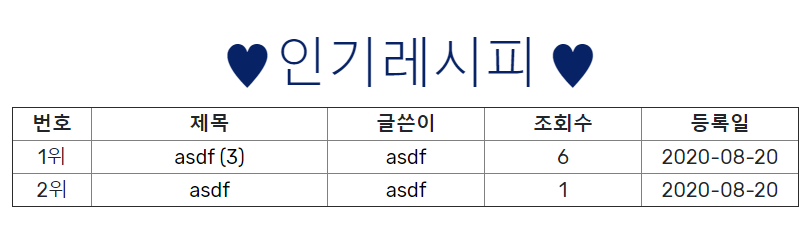 ♥인기레시피♥
번호 제목 글쓴이 조회수 등록일
1위 asdf (3) asdf 6 2020-08-20
2위 asdf asdf 1 2020-08-20